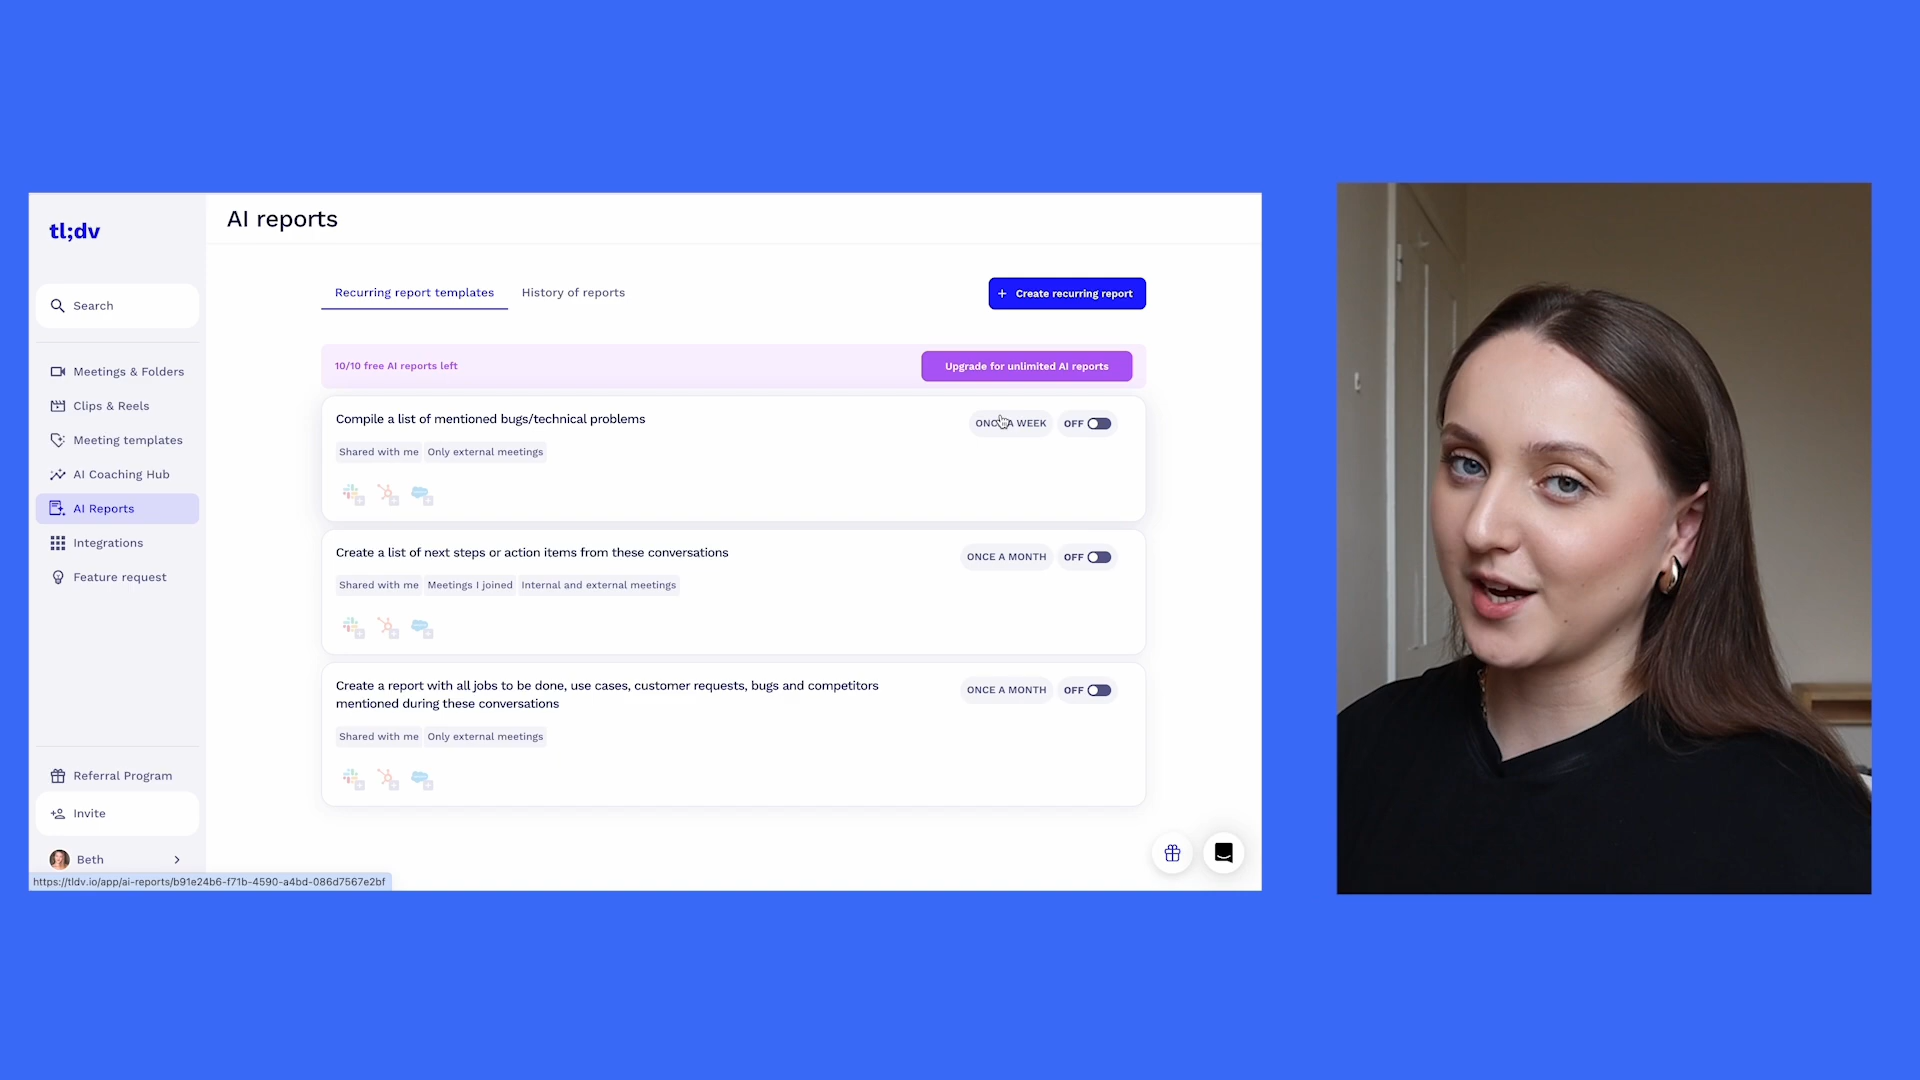 tl;dv
AI reports
Search
Meetings & Folders
Clips & Reels
Meeting templates
AI Coaching Hub
AI Reports
Integrations
Feature request
Referral Program
Invite
Beth
https://tldv.io/app/ai-reports/b91e24b6-f71b-4590-a4bd-086d7567e2bf
Recurring report templates
History of reports
+ Create recurring report
10/10 free AI reports left
Upgrade for unlimited AI reports
Compile a list of mentioned bugs/technical problems
A WEEK
OFF
Shared with me
Only external meetings
Create a list of next steps or action items from these conversations
ONCE A MONTH
OFF
Shared with me
Meetings I joined
Internal and external meetings
Create a report with all jobs to be done, use cases, customer requests, bugs and competitors
mentioned during these conversations
ONCE A MONTH
OFF
Shared with me
Only external meetings